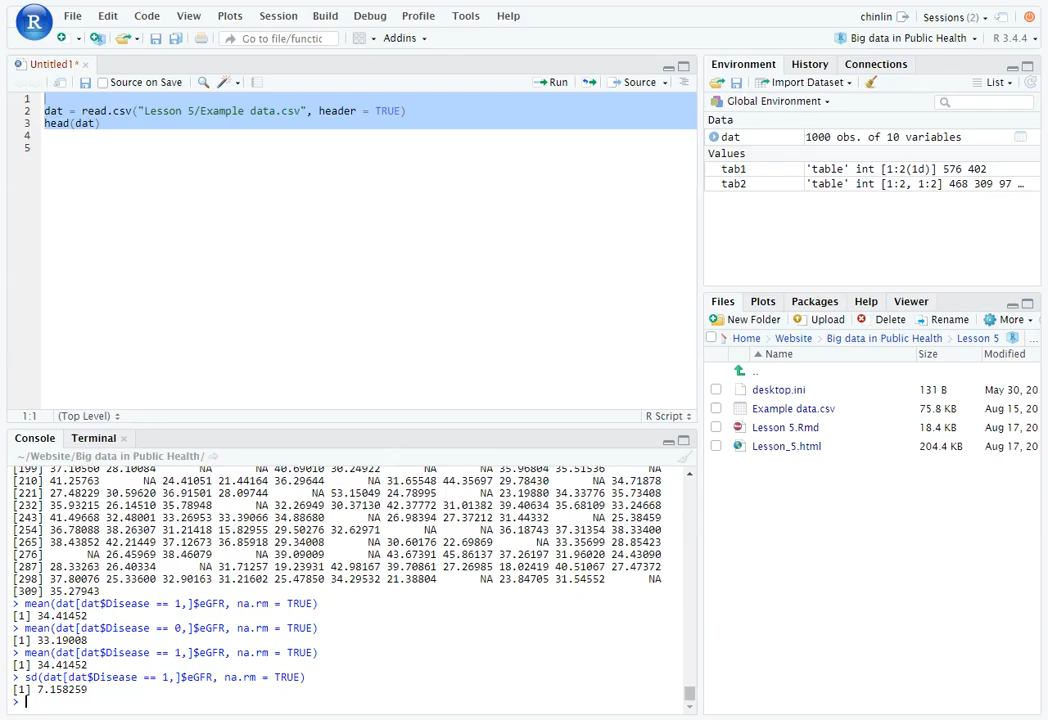 R File Edit Code View Plots Session Build Debug Profile Tools Help chinlin Sessions (2)
Go to file/functic Addins Big data in Public Health R 3.4.4
Untitled1* ×
Source on Save Run Source
1
2 dat = read.csv("Lesson 5/Example data.csv", header = TRUE)
3 head(dat)
4
5
1:1 (Top Level) R Script
Console Terminal ×
~/Website/Big data in Public Health/
[199] 37.10560 28.10084 NA NA 40.69010 30.24922 NA NA 35.96804 35.51536 NA
[210] 41.25763 NA 24.41051 21.44164 36.29644 NA 31.65548 44.35697 29.78430 NA 34.71878
[221] 27.48229 30.59620 36.91501 28.09744 NA 53.15049 24.78995 NA 23.19880 34.33776 35.73408
[232] 35.93215 26.14510 35.78948 NA 32.26949 30.37130 42.37772 31.01382 39.40634 35.68109 33.24668
[243] 41.49668 32.48001 33.26953 33.39066 34.88680 NA 26.98394 27.37212 31.44332 NA 25.38459
[254] 36.78088 38.26307 31.21418 15.82955 29.50276 32.62971 NA 36.18743 37.31354 38.33400
[265] 38.43852 42.21449 37.12673 36.85918 29.34008 NA 30.60176 22.69869 NA 33.35699 28.85423
[276] NA 26.45969 38.46079 NA 39.09009 NA 43.67391 45.86137 37.26197 31.96020 24.43090
[287] 28.33263 26.40334 NA 31.71257 19.23931 42.98167 39.70861 27.26985 18.02419 40.51067 27.47372
[298] 37.80076 25.33600 32.90163 31.21602 25.47850 34.29532 21.38804 NA 23.84705 31.54552 NA
[309] 35.27943
> mean(dat[dat$Disease == 1,]$eGFR, na.rm = TRUE)
[1] 34.41452
> mean(dat[dat$Disease == 0,]$eGFR, na.rm = TRUE)
[1] 33.19008
> mean(dat[dat$Disease == 1,]$eGFR, na.rm = TRUE)
[1] 34.41452
> sd(dat[dat$Disease == 1,]$eGFR, na.rm = TRUE)
[1] 7.158259
>
Environment History Connections
Import Dataset List
Global Environment
Data
dat 1000 obs. of 10 variables
Values
tab1 'table' int [1:2(1d)] 576 402
tab2 'table' int [1:2, 1:2] 468 309 97 …
Files Plots Packages Help Viewer
New Folder Upload Delete Rename More
Home Website Big data in Public Health Lesson 5 R ...
Name Size Modified
..
desktop.ini 131 B May 30, 20
Example data.csv 75.8 KB Aug 15, 20
Lesson 5.Rmd 18.4 KB Aug 17, 20
Lesson_5.html 204.4 KB Aug 17, 20